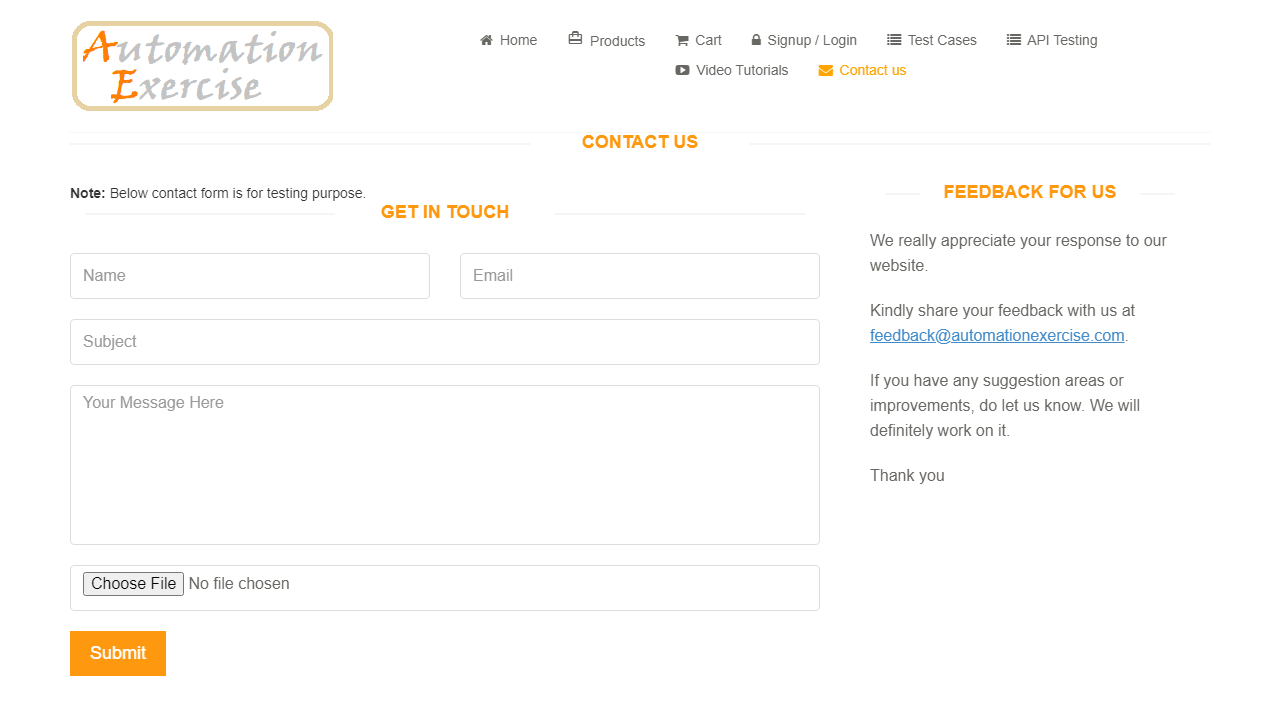 Automation
Exercise
Home Products Cart Signup / Login Test Cases API Testing
Video Tutorials Contact us
CONTACT US
Note: Below contact form is for testing purpose.
GET IN TOUCH
Name Email
Subject
Your Message Here
Choose File No file chosen
Submit
FEEDBACK FOR US
We really appreciate your response to our
website.
Kindly share your feedback with us at
feedback@automationexercise.com.
If you have any suggestion areas or
improvements, do let us know. We will
definitely work on it.
Thank you